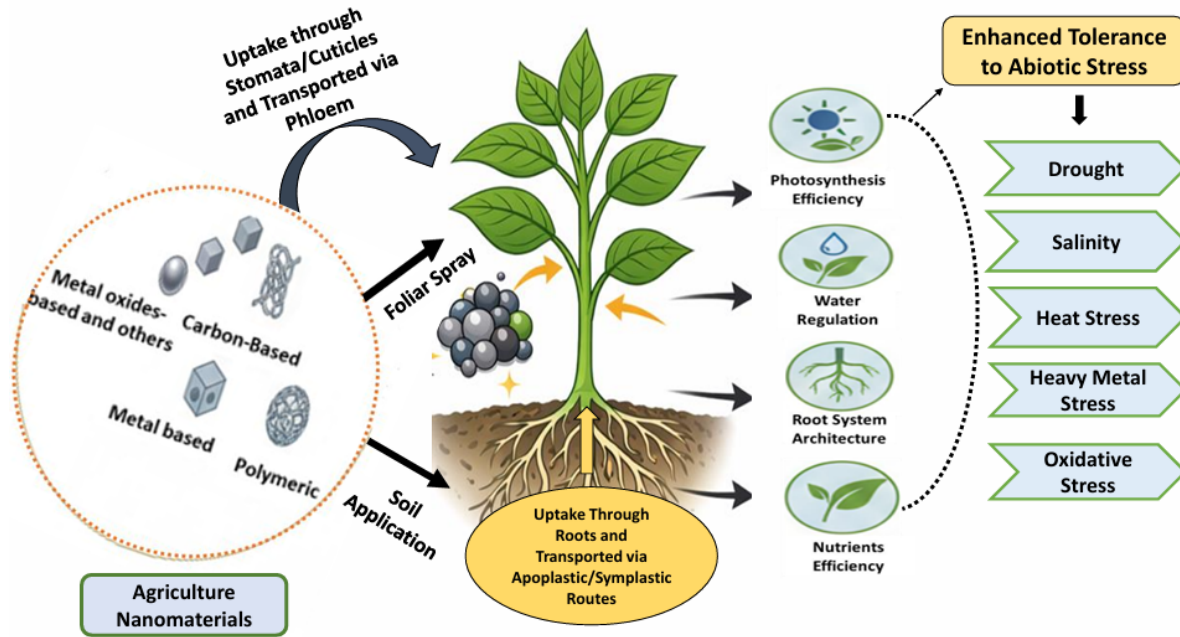 Uptake through
Stomata/Cuticles
and Transported via
Phloem
Metal oxides-
based and others
Carbon-Based
Metal based
Polymeric
Agriculture
Nanomaterials
Foliar Spray
Soil
Application
Uptake Through
Roots and
Transported via
Apoplastic/Symplastic
Routes
Photosynthesis
Efficiency
Water
Regulation
Root System
Architecture
Nutrients
Efficiency
Enhanced Tolerance
to Abiotic Stress
Drought
Salinity
Heat Stress
Heavy Metal
Stress
Oxidative
Stress